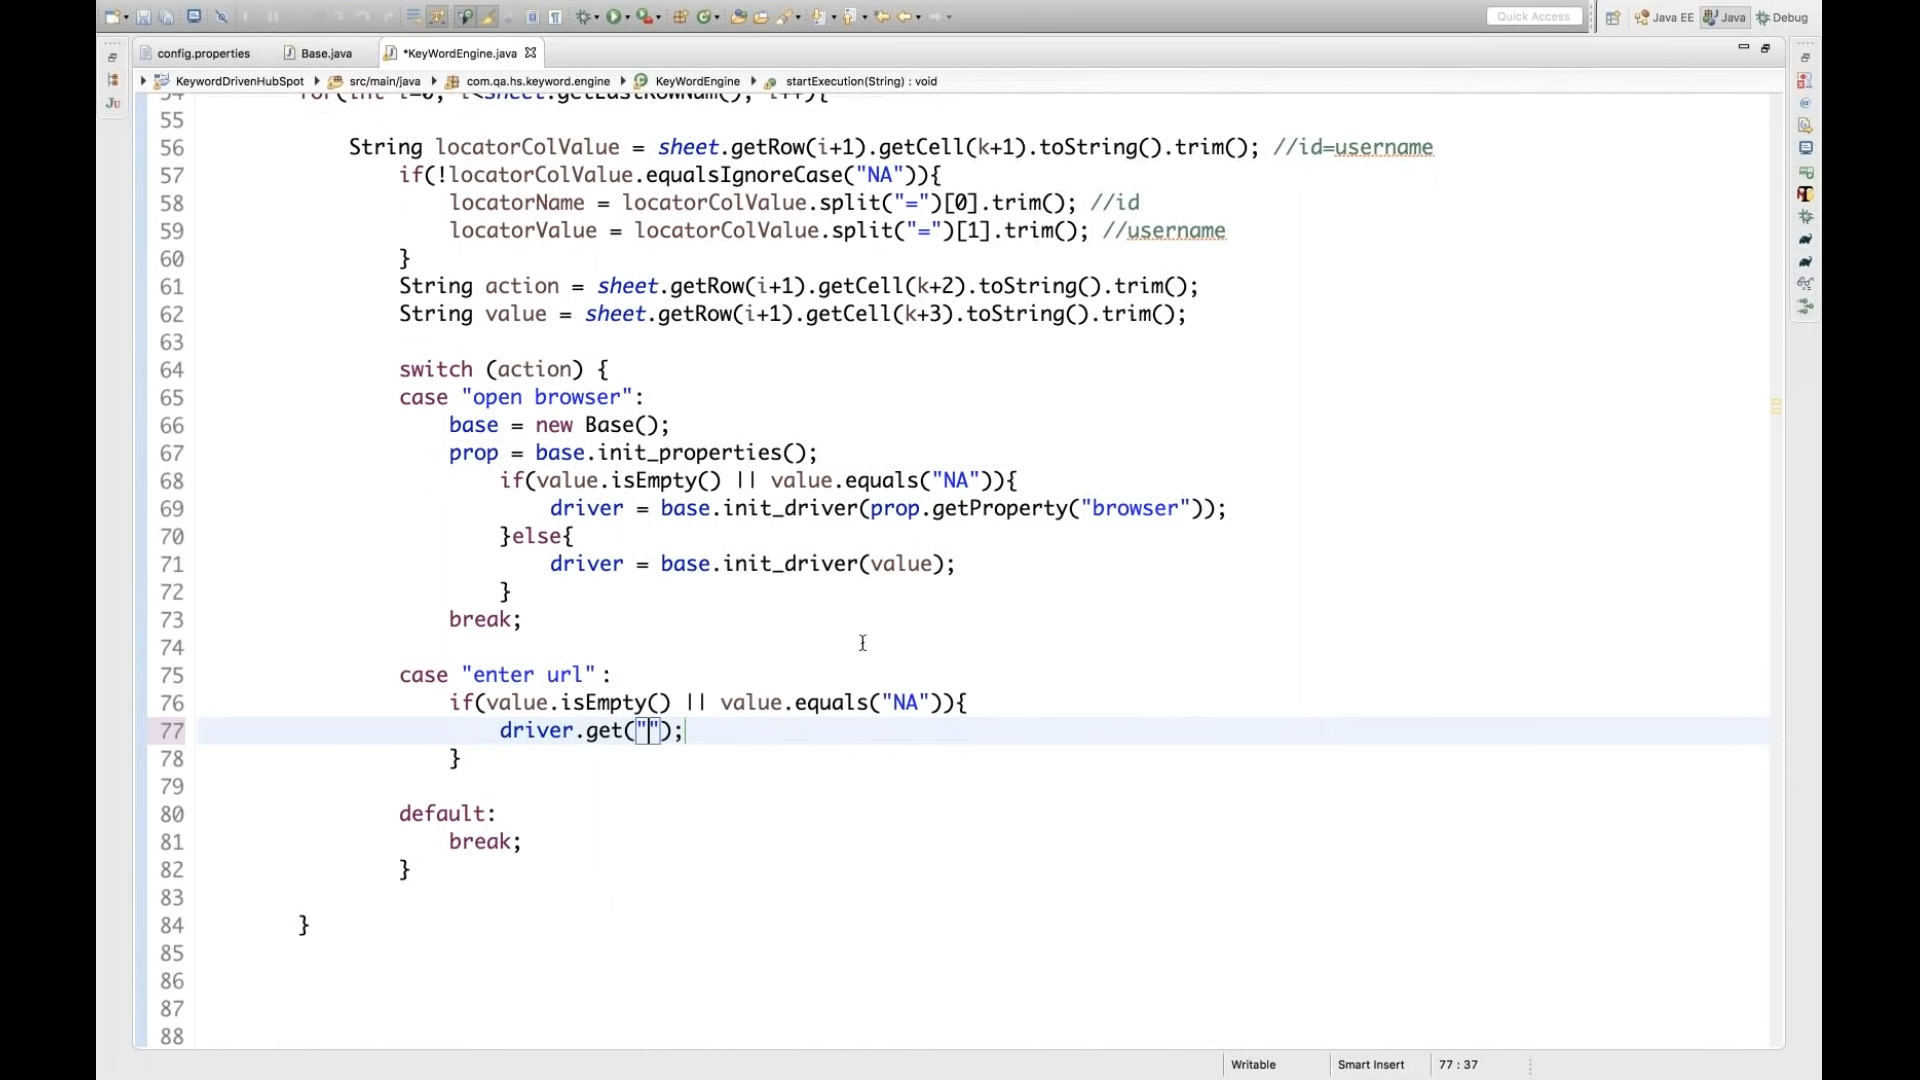 Quick Access
Java EE
Java
Debug
config.properties
Base.java
*KeyWordEngine.java
KeywordDrivenHubSpot
src/main/java
com.qa.hs.keyword.engine
KeyWordEngine
startExecution(String) : void
Ju
54 for(int i=0; i<sheet.getLastRowNum(); i++){
55
56 String locatorColValue = sheet.getRow(i+1).getCell(k+1).toString().trim(); //id=username
57 if(!locatorColValue.equalsIgnoreCase("NA")){
58 locatorName = locatorColValue.split("=")[0].trim(); //id
59 locatorValue = locatorColValue.split("=")[1].trim(); //username
60 }
61 String action = sheet.getRow(i+1).getCell(k+2).toString().trim();
62 String value = sheet.getRow(i+1).getCell(k+3).toString().trim();
63
64 switch (action) {
65 case "open browser":
66 base = new Base();
67 prop = base.init_properties();
68 if(value.isEmpty() || value.equals("NA")){
69 driver = base.init_driver(prop.getProperty("browser"));
70 }else{
71 driver = base.init_driver(value);
72 }
73 break;
74
75 case "enter url":
76 if(value.isEmpty() || value.equals("NA")){
77 driver.get("");
78 }
79
80 default:
81 break;
82 }
83
84 }
85
86
87
88
Writable
Smart Insert
77 : 37